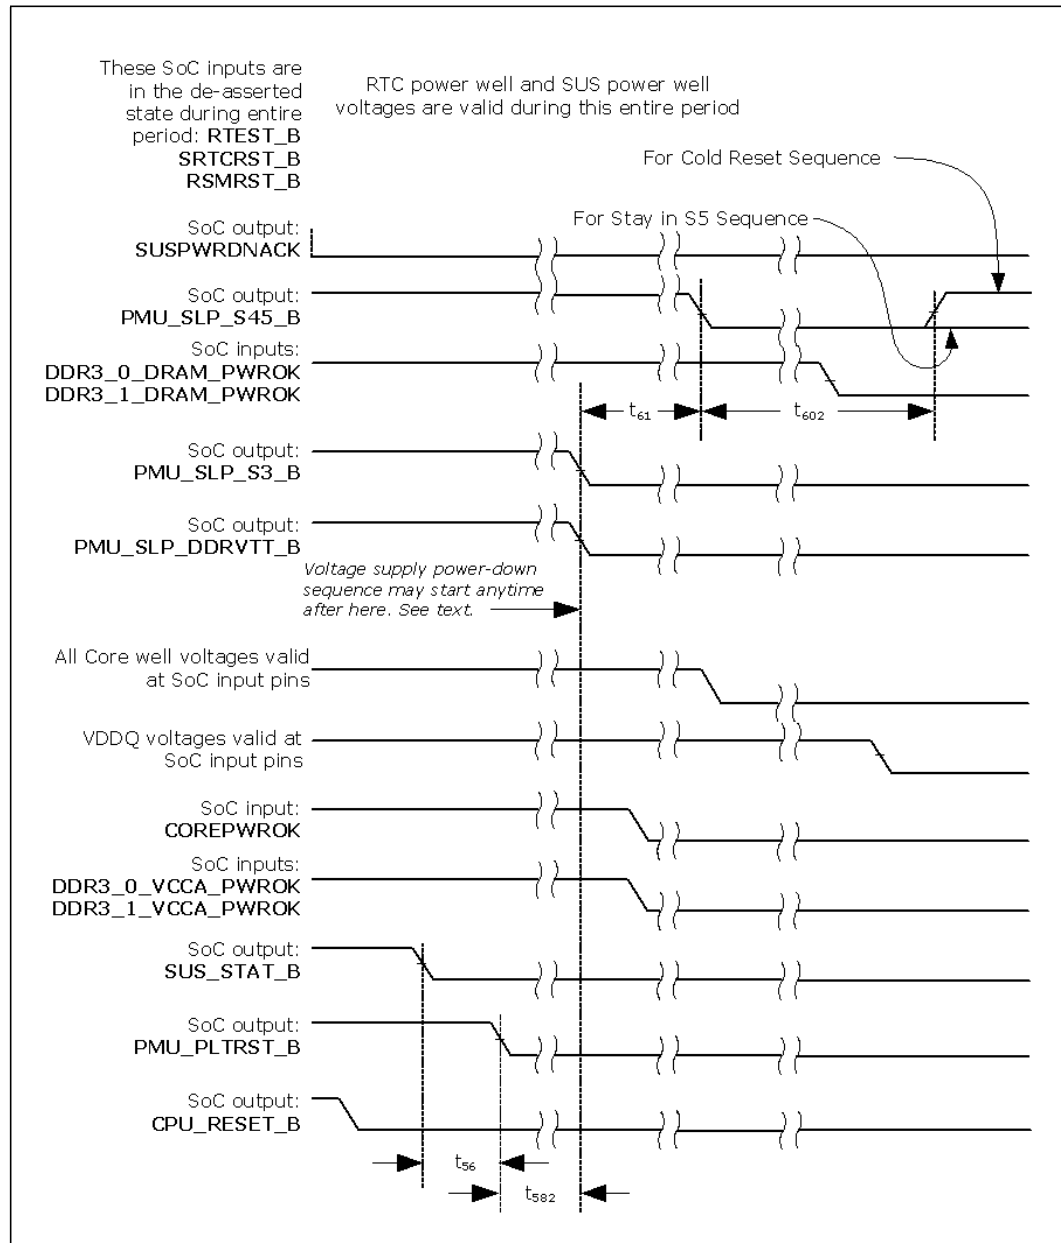 These SoC inputs are
in the de-asserted
state during entire
period: RTEST_B
SRTCRST_B
RSMRST_B
RTC power well and SUS power well
voltages are valid during this entire period
For Cold Reset Sequence
For Stay in S5 Sequence
SoC output:
SUSPWRDNACK
SoC output:
PMU_SLP_S45_B
SoC inputs:
DDR3_0_DRAM_PWROK
DDR3_1_DRAM_PWROK
t61
t602
SoC output:
PMU_SLP_S3_B
SoC output:
PMU_SLP_DDRVTT_B
Voltage supply power-down
sequence may start anytime
after here. See text.
All Core well voltages valid
at SoC input pins
VDDQ voltages valid at
SoC input pins
SoC input:
COREPWROK
SoC inputs:
DDR3_0_VCCA_PWROK
DDR3_1_VCCA_PWROK
SoC output:
SUS_STAT_B
SoC output:
PMU_PLTRST_B
SoC output:
CPU_RESET_B
t56
t582